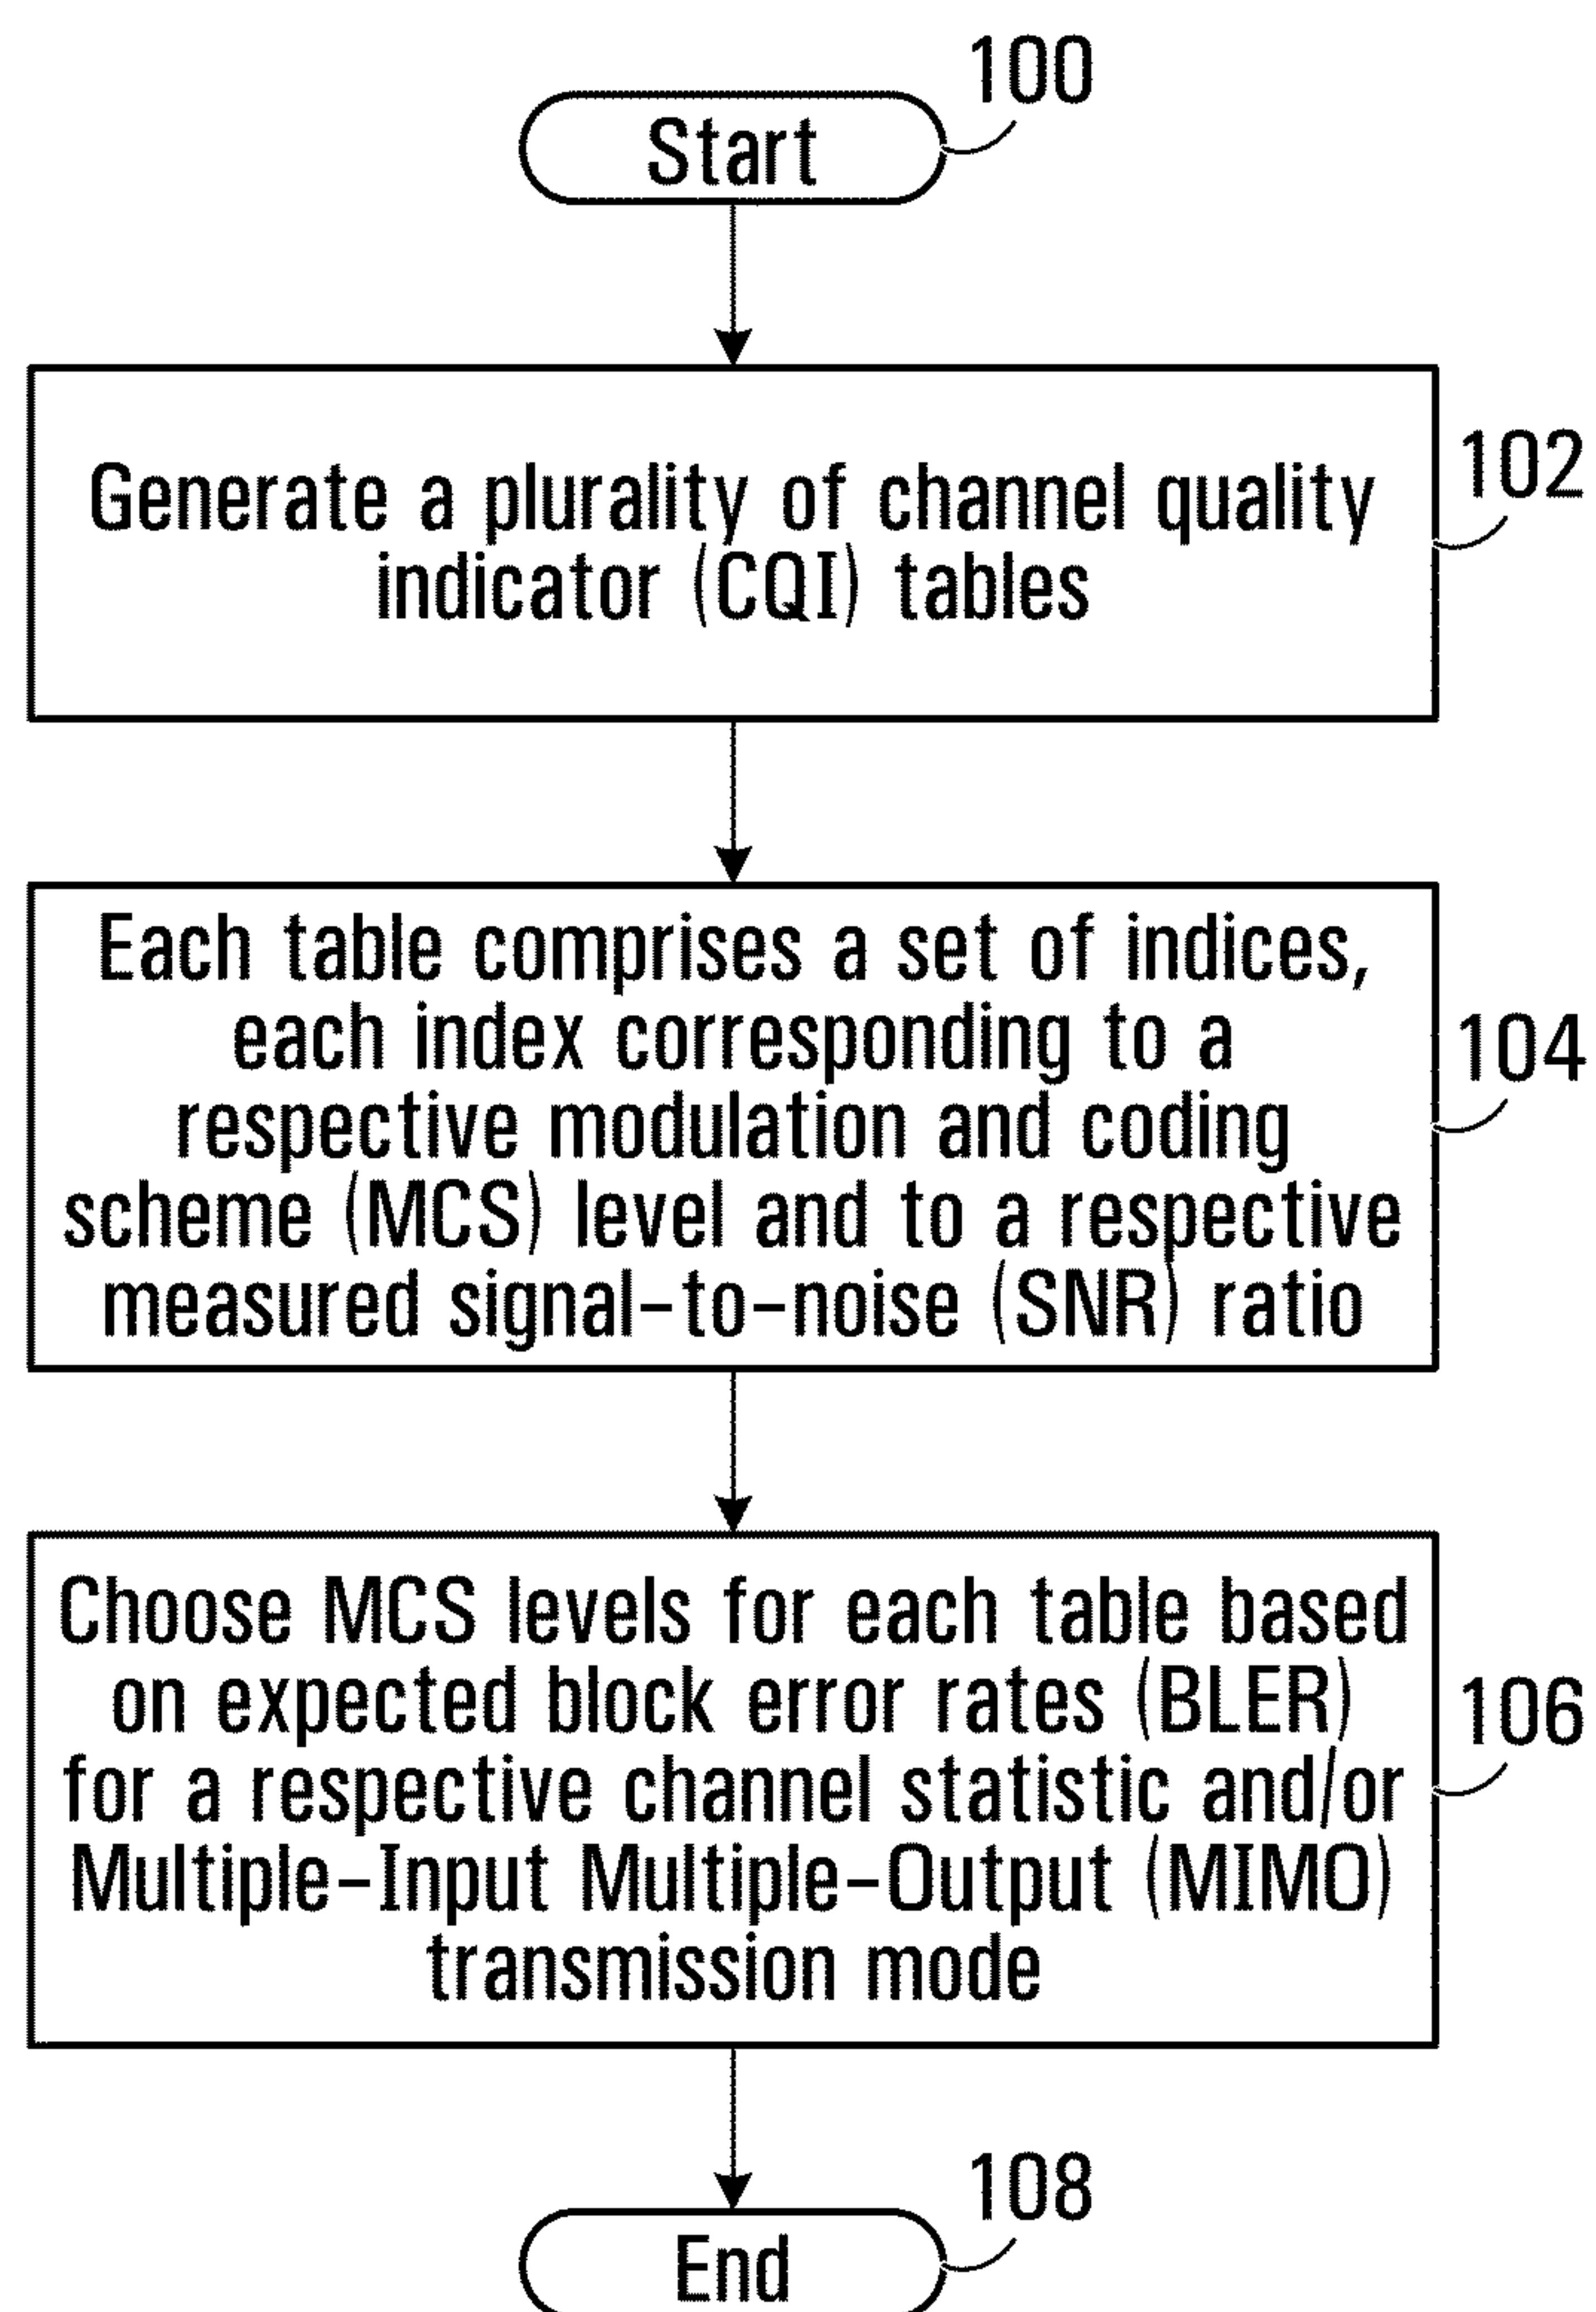 100
Start
Generate a plurality of channel quality
indicator (CQI) tables
102
Each table comprises a set of indices,
each index corresponding to a
respective modulation and coding
scheme (MCS) level and to a respective
measured signal-to-noise (SNR) ratio
104
Choose MCS levels for each table based
on expected block error rates (BLER)
for a respective channel statistic and/or
Multiple-Input Multiple-Output (MIMO)
transmission mode
106
108
End